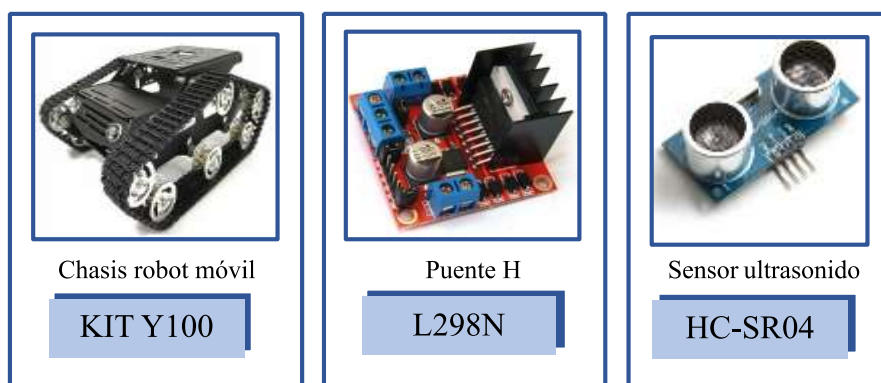 Chasis robot móvil
KIT Y100
Puente H
L298N
Sensor ultrasonido
HC-SR04